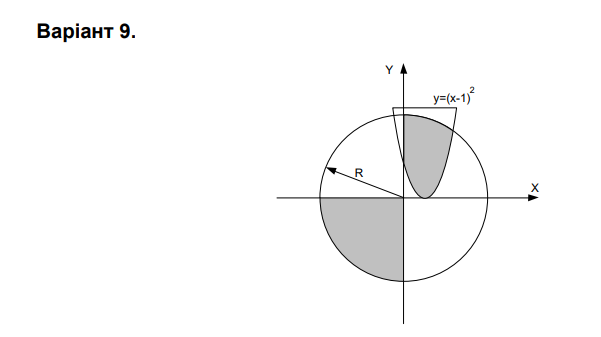 Варіант 9.
Y
y=(x-1)²
R
X